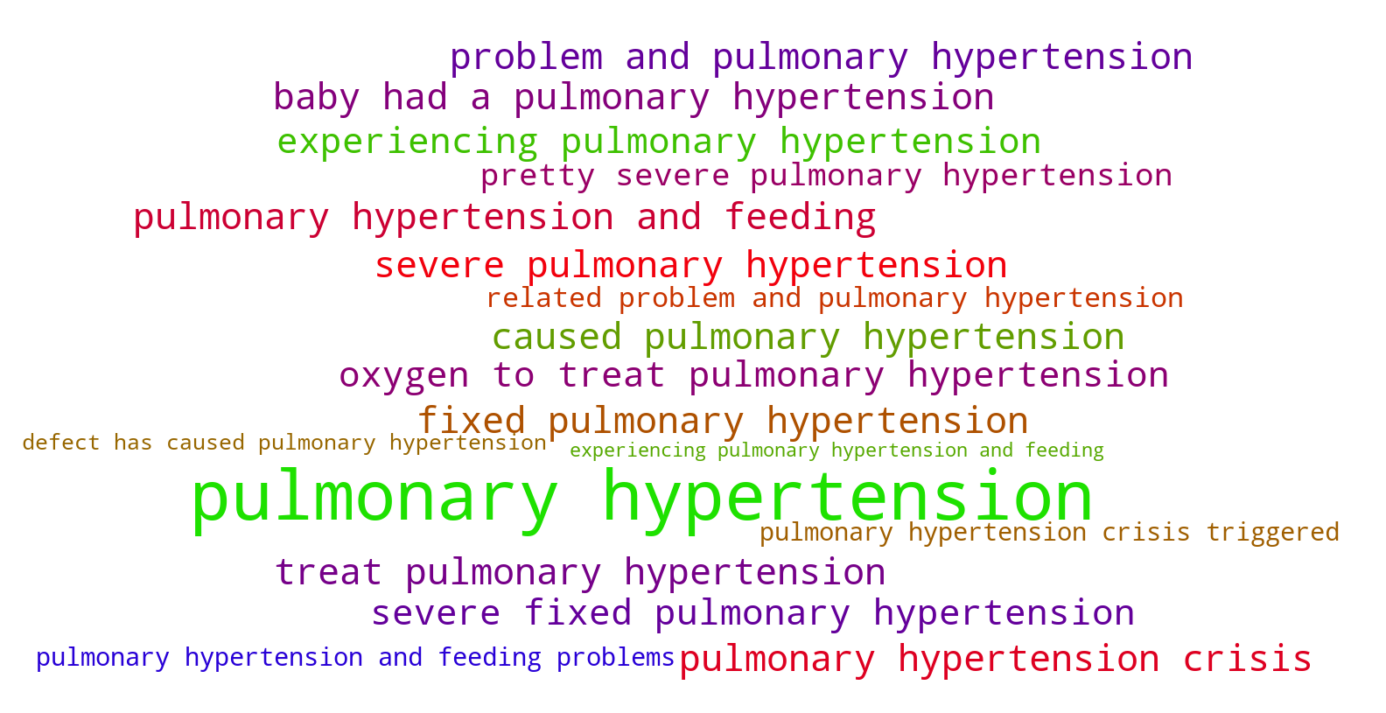 problem and pulmonary hypertension
baby had a pulmonary hypertension
experiencing pulmonary hypertension
pretty severe pulmonary hypertension
pulmonary hypertension and feeding
severe pulmonary hypertension
related problem and pulmonary hypertension
caused pulmonary hypertension
oxygen to treat pulmonary hypertension
fixed pulmonary hypertension
defect has caused pulmonary hypertension
experiencing pulmonary hypertension and feeding
pulmonary hypertension
pulmonary hypertension crisis triggered
treat pulmonary hypertension
severe fixed pulmonary hypertension
pulmonary hypertension and feeding problems
pulmonary hypertension crisis